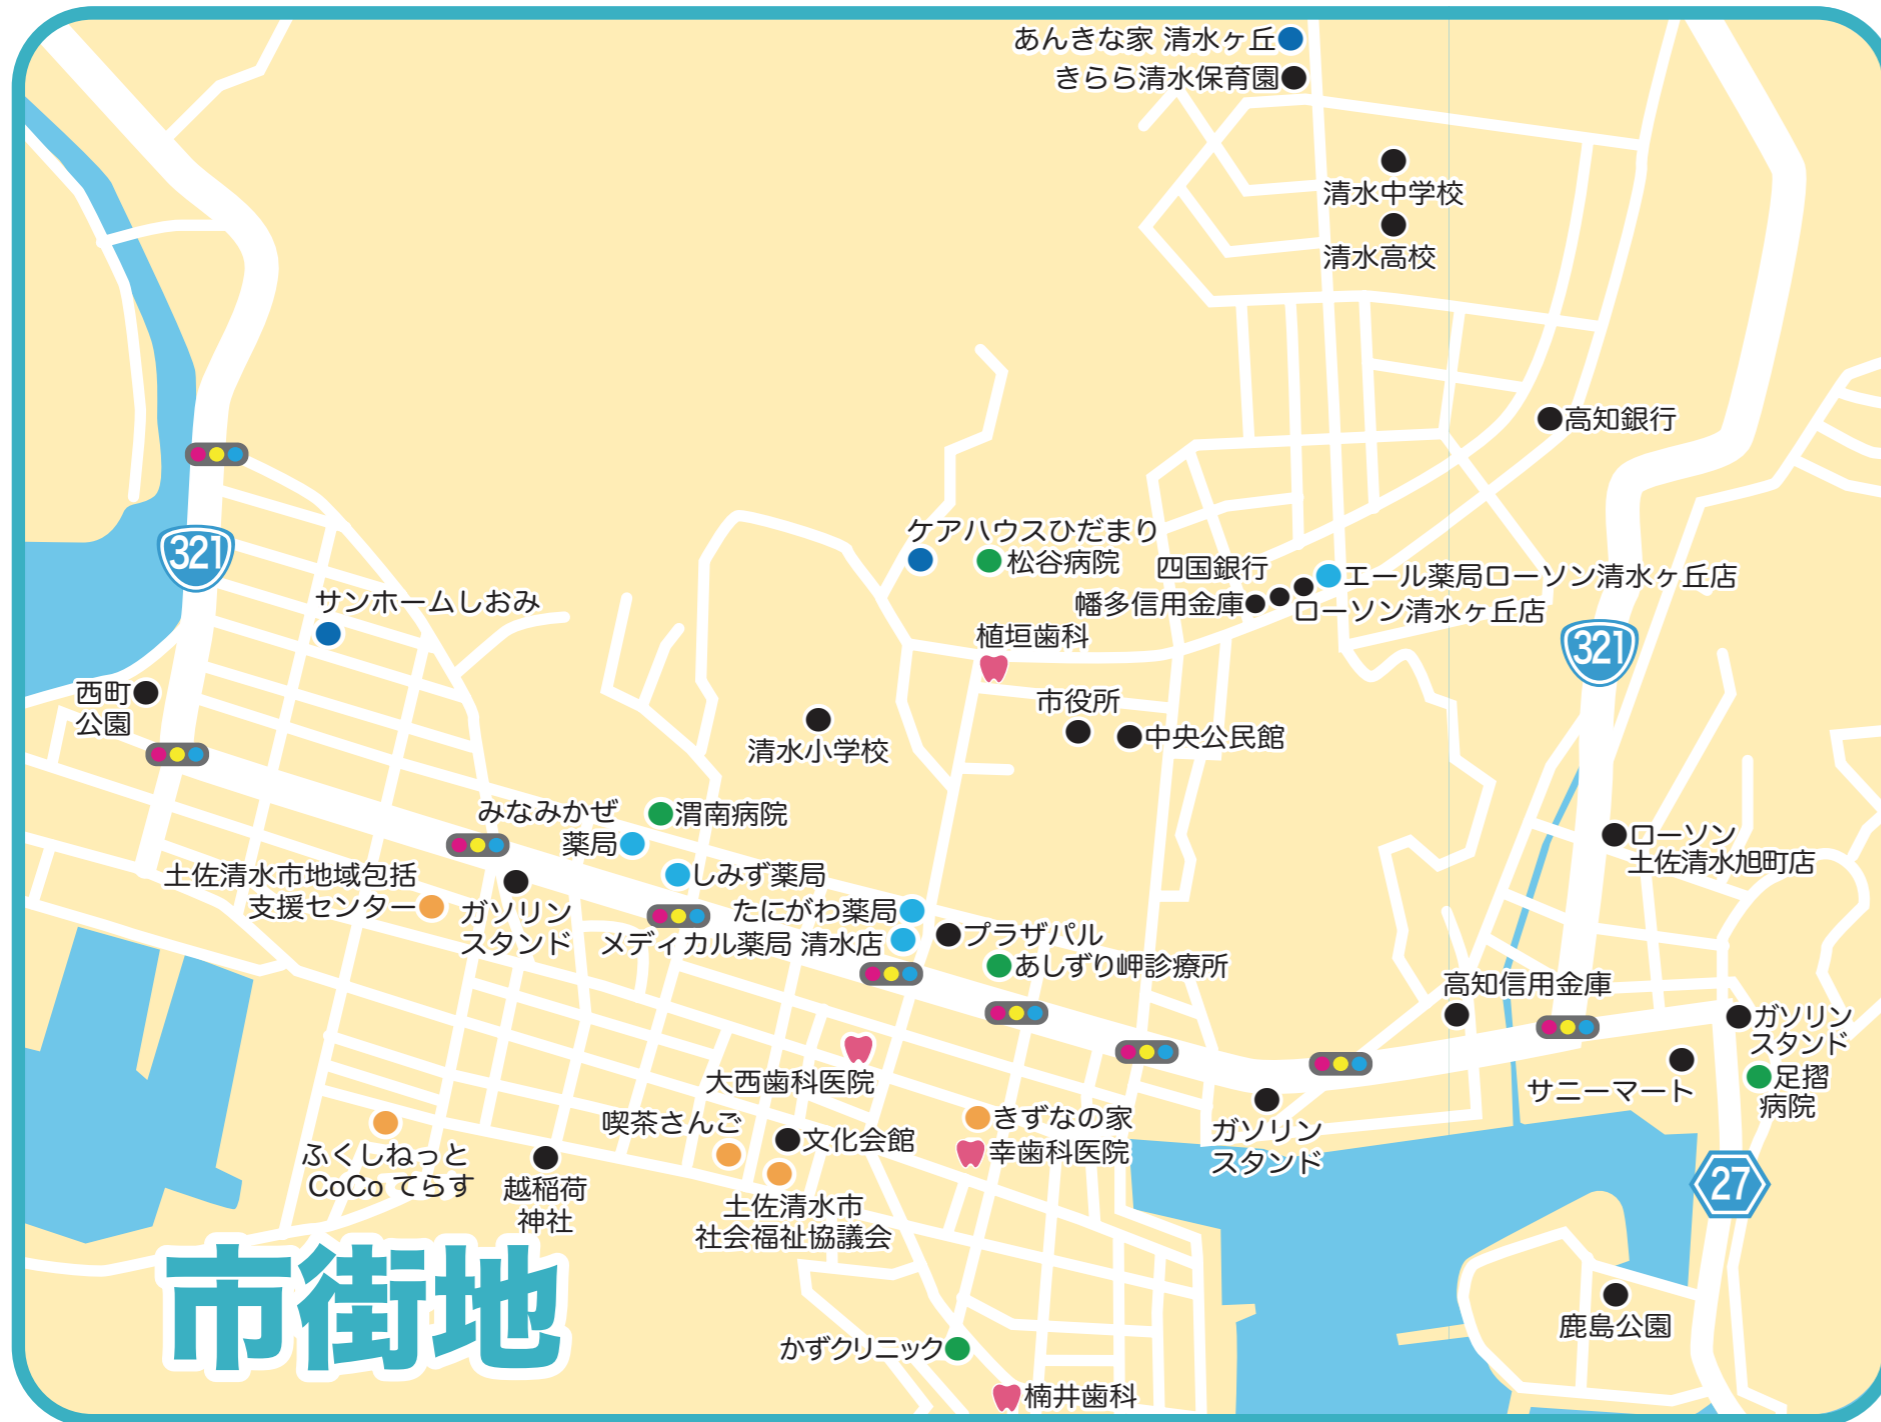 あんきな家 清水ヶ丘
きらら清水保育園
清水中学校
清水高校
高知銀行
321
ケアハウスひだまり
松谷病院
四国銀行
エール薬局ローソン清水ヶ丘店
幡多信用金庫
ローソン清水ヶ丘店
サンホームしおみ
植垣歯科
321
西町
公園
市役所
中央公民館
清水小学校
みなみかぜ
薬局
渭南病院
ローソン
土佐清水旭町店
土佐清水市地域包括
支援センター
しみず薬局
ガソリン
スタンド
たにがわ薬局
メディカル薬局 清水店
プラザパル
あしずり岬診療所
高知信用金庫
ガソリン
スタンド
大西歯科医院
サニーマート
足摺
病院
喫茶さんご
きずなの家
文化会館
幸歯科医院
ガソリン
スタンド
ふくしねっと
CoCo てらす
越稲荷
神社
土佐清水市
社会福祉協議会
27
市街地
鹿島公園
かずクリニック
楠井歯科